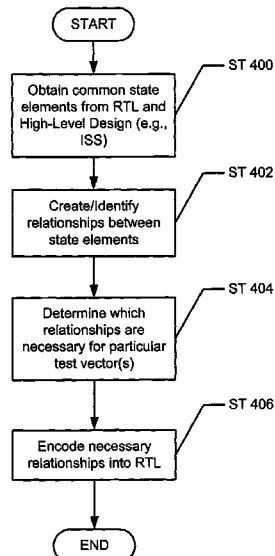 START
ST 400
Obtain common state
elements from RTL and
High-Level Design (e.g.,
ISS)
ST 402
Create/Identify
relationships between
state elements
ST 404
Determine which
relationships are
necessary for particular
test vector(s)
ST 406
Encode necessary
relationships into RTL
END